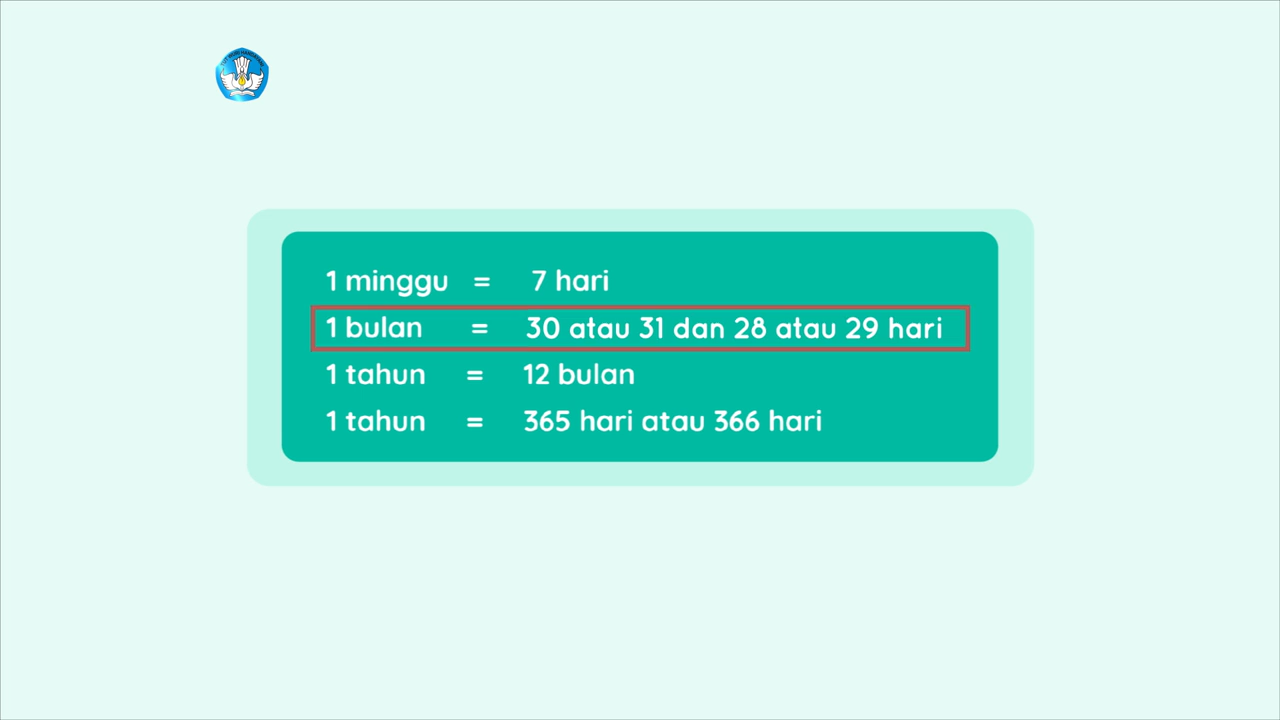 1 minggu = 7 hari
1 bulan = 30 atau 31 dan 28 atau 29 hari
1 tahun = 12 bulan
1 tahun = 365 hari atau 366 hari